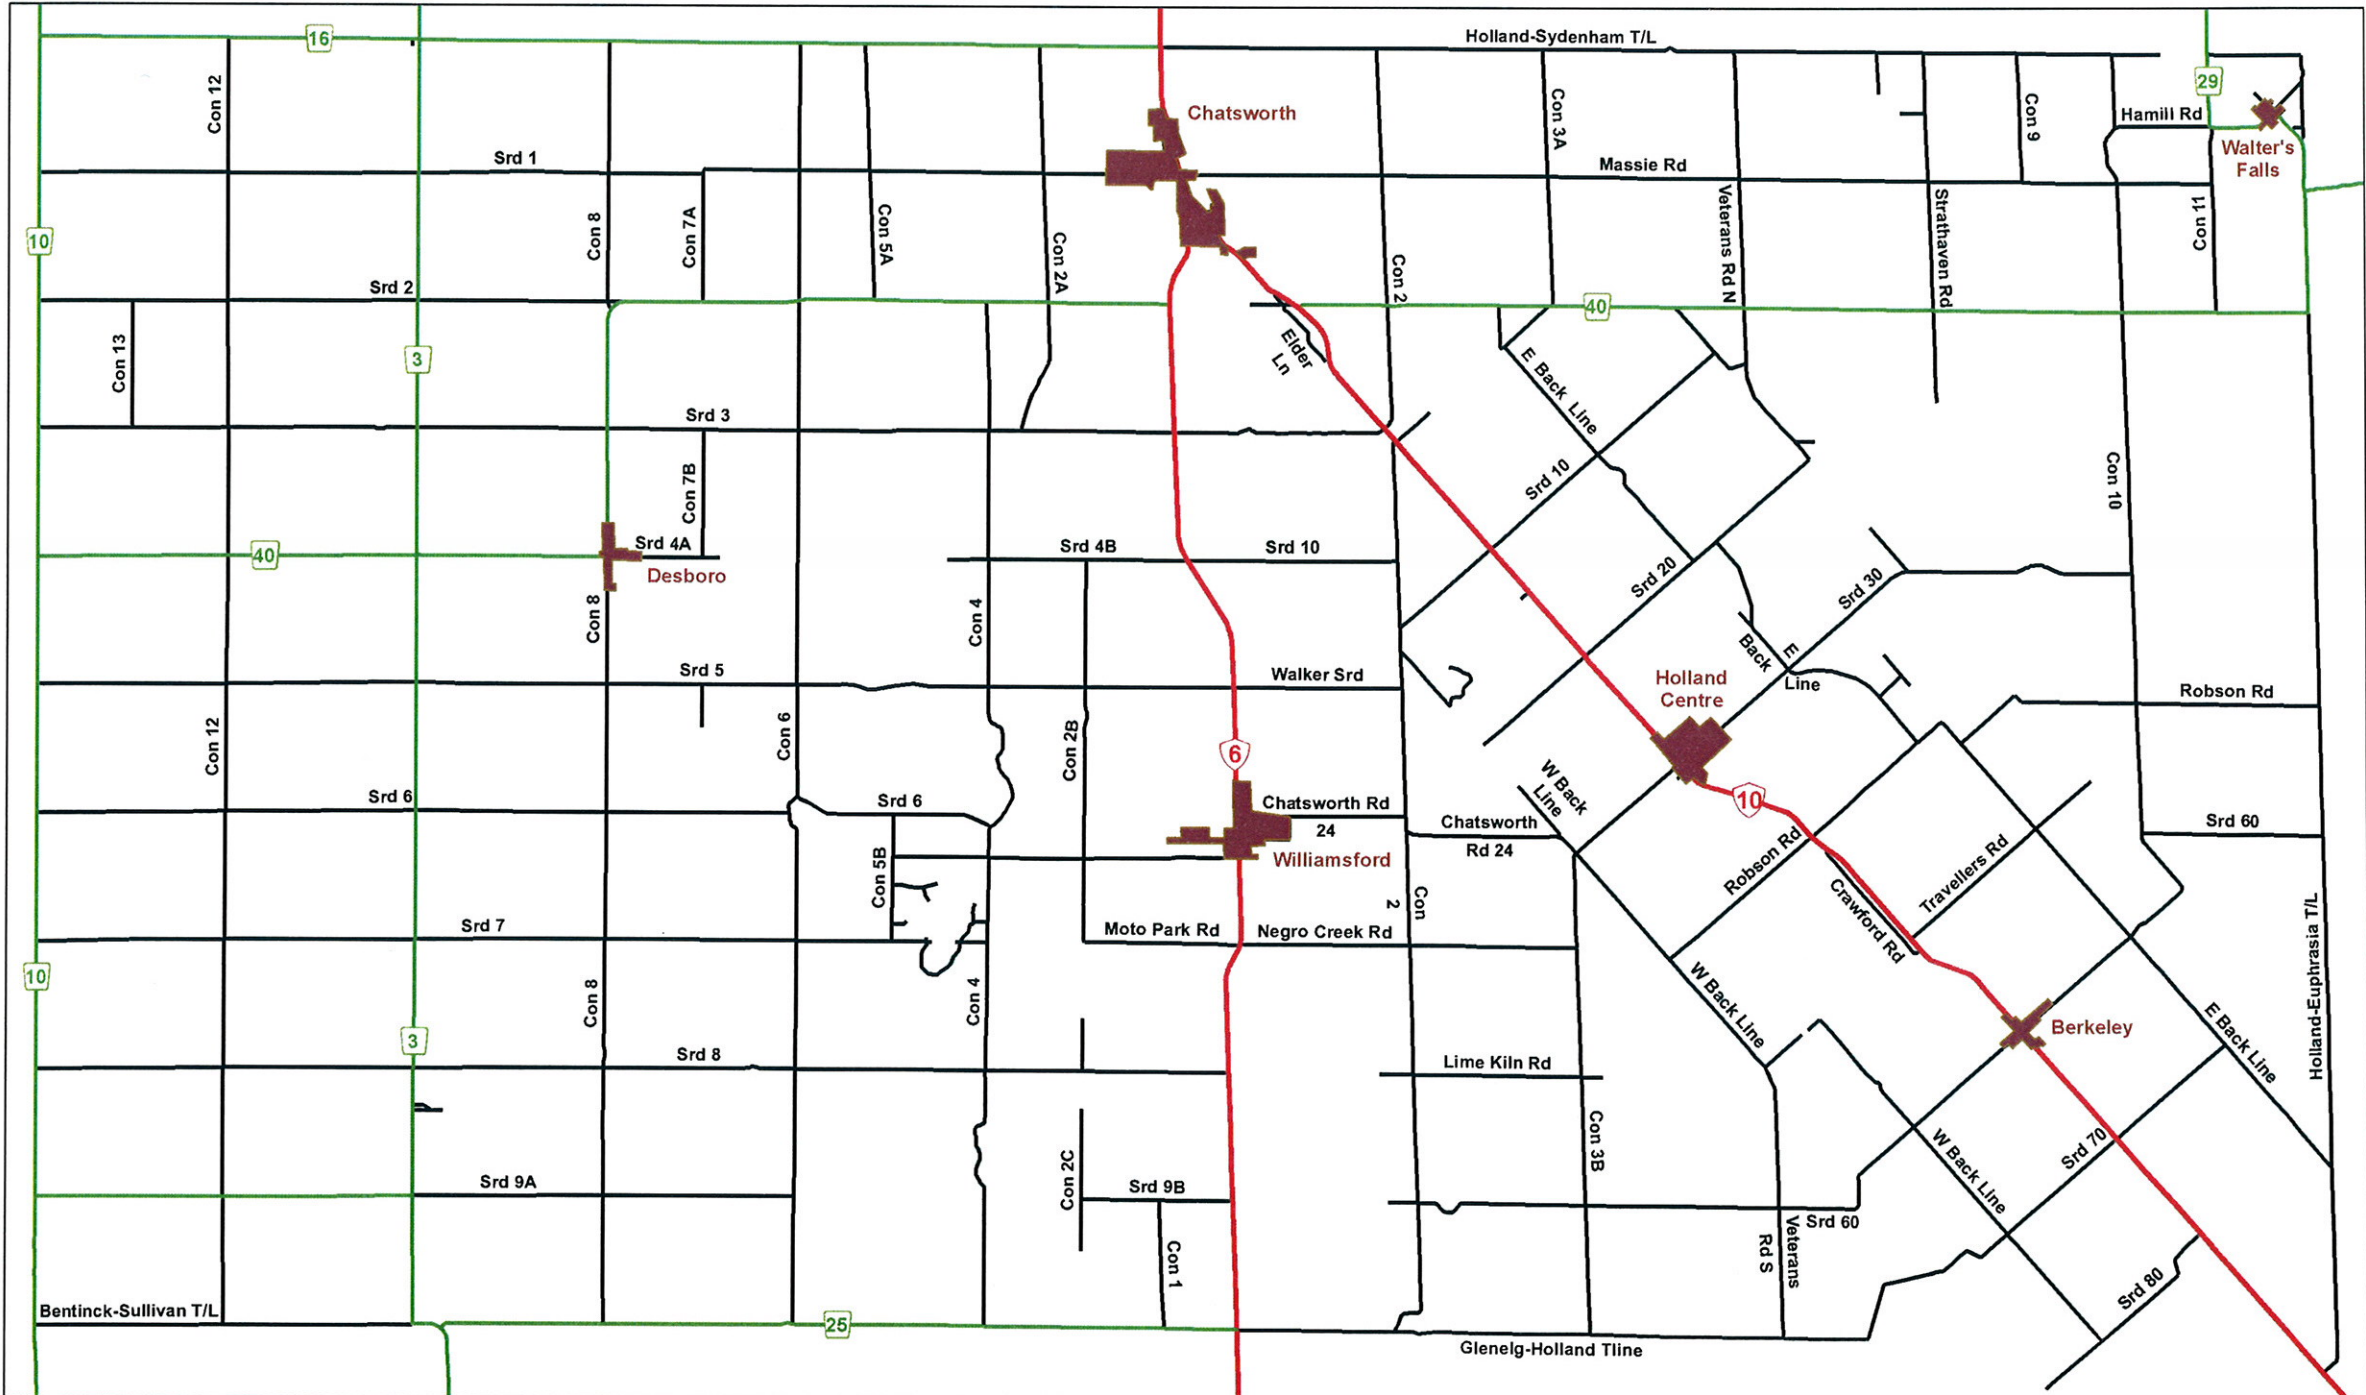 16
Holland-Sydenham T/L
29
Con 12
Chatsworth
Con 3A
Con 9
Hamill Rd
Walter's
Falls
Srd 1
Massie Rd
10
Con 8
Con 7A
Con 5A
Con 2A
Con 2
Veterans Rd N
Strathaven Rd
Con 11
Srd 2
40
Con 13
3
Elder
Ln
E Back Line
Srd 3
Srd 10
Con 10
Con 7B
40
Srd 4A
Desboro
Srd 4B
Srd 10
Srd 20
Srd 30
Con 8
Con 4
E
Back
Line
Srd 5
Walker Srd
Holland
Centre
Robson Rd
Con 12
Con 6
Con 2B
6
W Back
Line
10
Srd 6
Srd 6
Chatsworth Rd
24
Chatsworth
Rd 24
Srd 60
Williamsford
Con 5B
Robson Rd
Crawford Rd
Travellers Rd
Con
2
Srd 7
Moto Park Rd
Negro Creek Rd
10
Con 8
Con 4
W Back Line
Holland-Euphrasia T/L
3
Berkeley
E Back Line
Srd 8
Lime Kiln Rd
Con 3B
Srd 9A
Con 2C
Srd 9B
W Back Line
Srd 70
Srd 60
Veterans
Rd S
Con 1
Srd 80
Bentinck-Sullivan T/L
25
Glenelg-Holland Tline